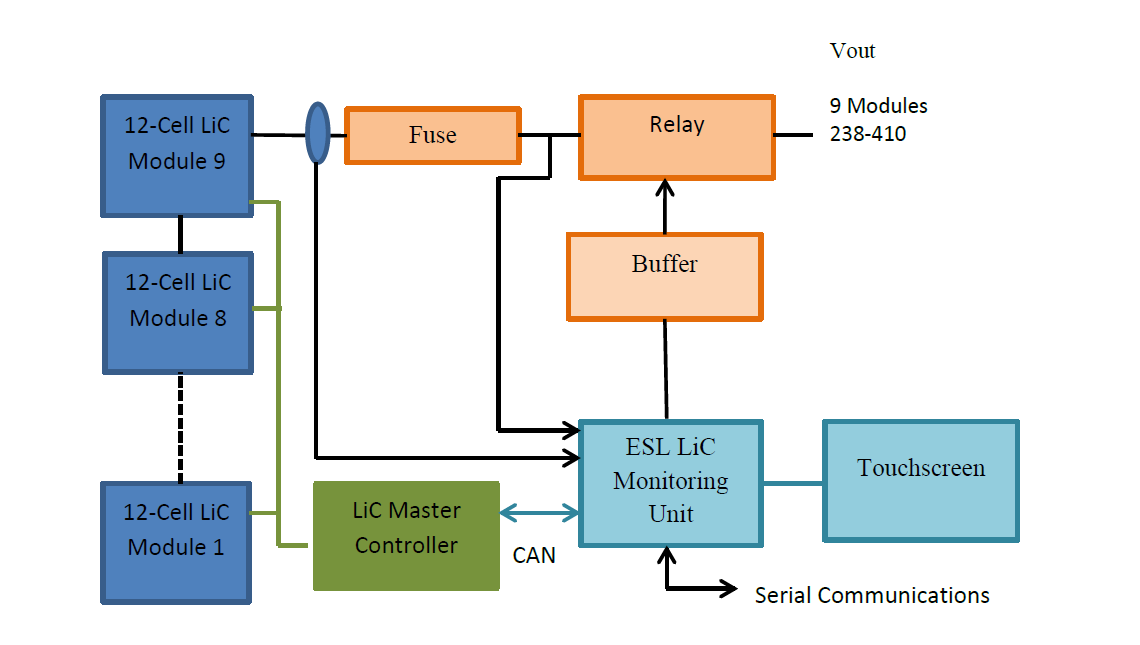 Vout
9 Modules
238-410
12-Cell LiC
Module 9
Fuse
Relay
12-Cell LiC
Module 8
Buffer
12-Cell LiC
Module 1
LiC Master
Controller
CAN
ESL LiC
Monitoring
Unit
Touchscreen
Serial Communications